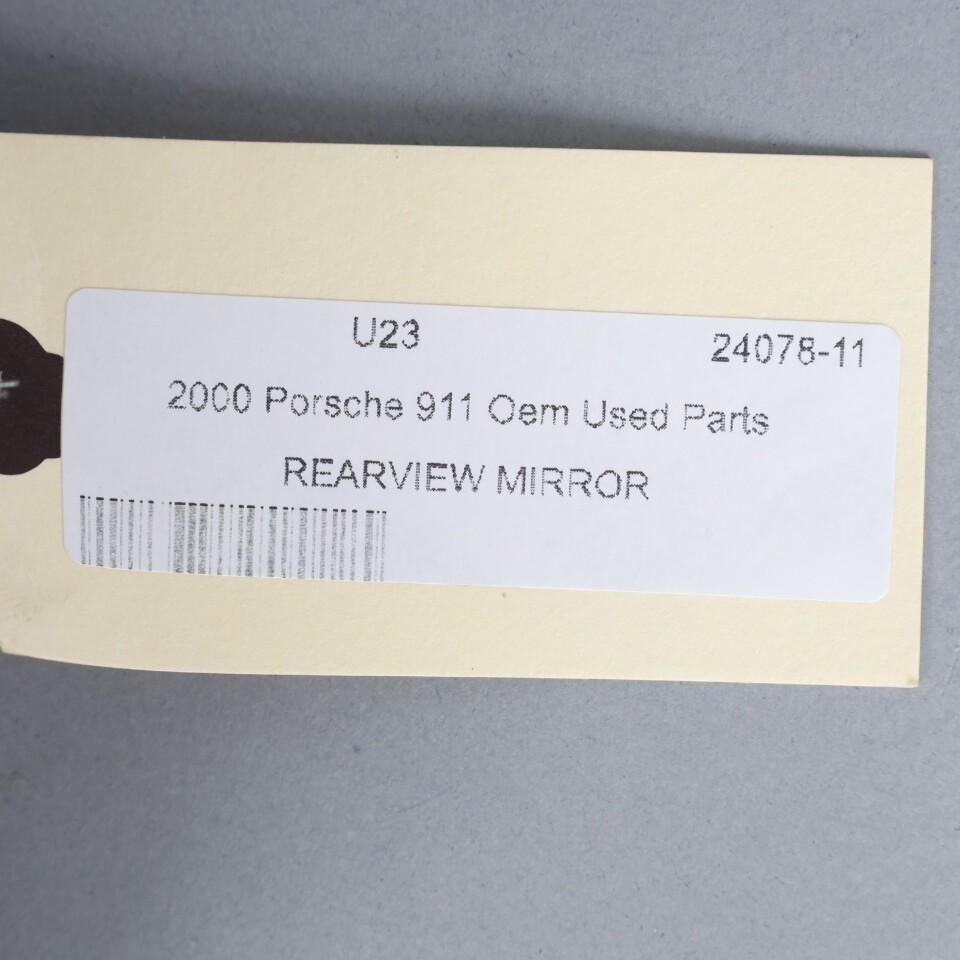 U23 24078-11
2000 Porsche 911 Oem Used Parts
REARVIEW MIRROR